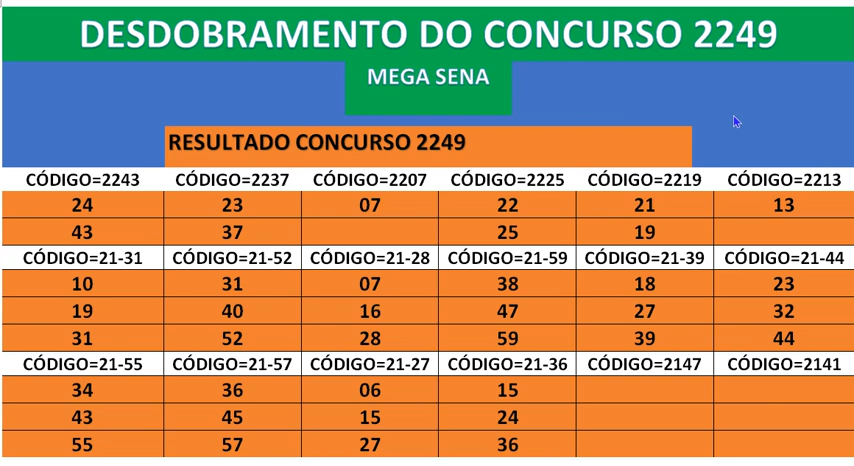 DESDOBRAMENTO DO CONCURSO 2249
MEGA SENA
RESULTADO CONCURSO 2249
CÓDIGO=2243 CÓDIGO=2237 CÓDIGO=2207 CÓDIGO=2225 CÓDIGO=2219 CÓDIGO=2213
24 23 07 22 21 13
43 37 25 19
CÓDIGO=21-31 CÓDIGO=21-52 CÓDIGO=21-28 CÓDIGO=21-59 CÓDIGO=21-39 CÓDIGO=21-44
10 31 07 38 18 23
19 40 16 47 27 32
31 52 28 59 39 44
CÓDIGO=21-55 CÓDIGO=21-57 CÓDIGO=21-27 CÓDIGO=21-36 CÓDIGO=2147 CÓDIGO=2141
34 36 06 15
43 45 15 24
55 57 27 36